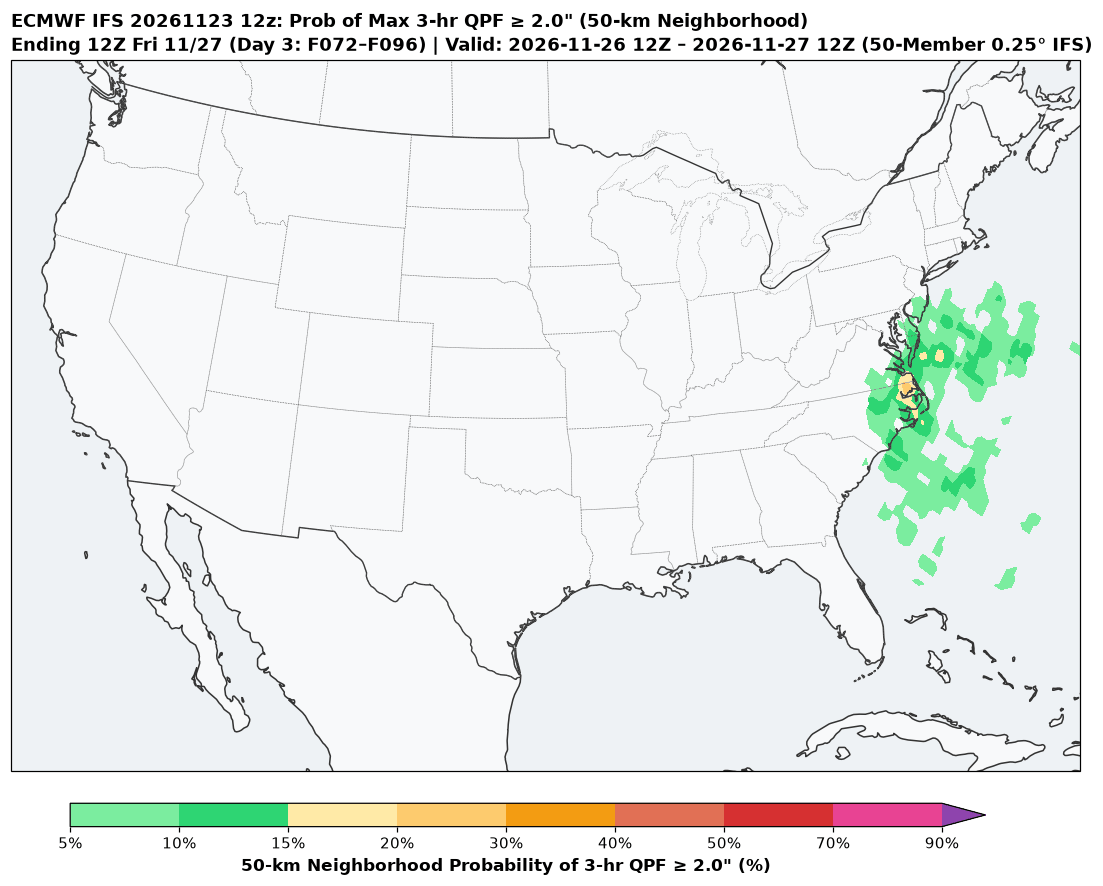 ECMWF IFS 20261123 12z: Prob of Max 3-hr QPF ≥ 2.0" (50-km Neighborhood)
Ending 12Z Fri 11/27 (Day 3: F072–F096) | Valid: 2026-11-26 12Z – 2026-11-27 12Z (50-Member 0.25° IFS)
5% 10% 15% 20% 30% 40% 50% 70% 90%
50-km Neighborhood Probability of 3-hr QPF ≥ 2.0" (%)